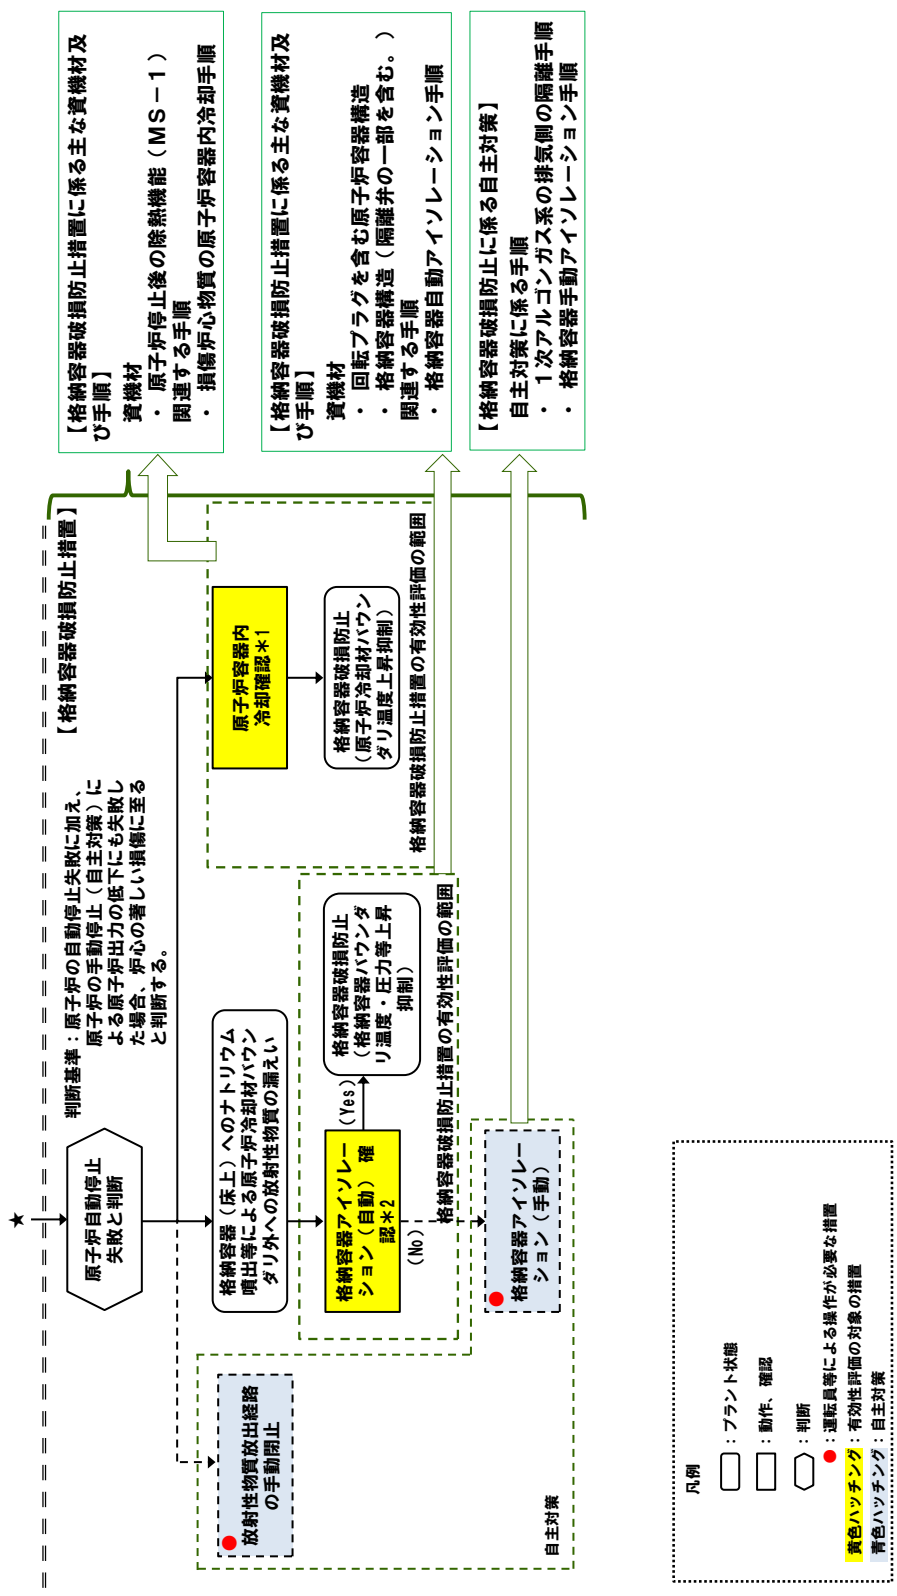 【格納容器破損防止措置】
★
原子炉自動停止
失敗と判断
判断基準：原子炉の自動停止失敗に加え、
原子炉の手動停止（自主対策）に
よる原子炉出力の低下にも失敗し
た場合、炉心の著しい損傷に至る
と判断する。
放射性物質放出経路
の手動閉止
格納容器（床上）へのナトリウム
噴出等による原子炉冷却材バウン
ダリ外への放射性物質の漏えい
原子炉容器内
冷却確認＊1
格納容器アイソレー
ション（自動）確
認＊2
(Yes)
(No)
格納容器破損防止
（格納容器バウンダ
リ温度・圧力等上昇
抑制）
格納容器破損防止
（原子炉冷却材バウン
ダリ温度上昇抑制）
格納容器破損防止措置の有効性評価の範囲
格納容器破損防止措置の有効性評価の範囲
格納容器アイソレー
ション（手動）
自主対策
【格納容器破損防止措置に係る主な資機材及
び手順】
資機材
・ 原子炉停止後の除熱機能（ＭＳ－１）
関連する手順
・ 損傷炉心物質の原子炉容器内冷却手順
【格納容器破損防止措置に係る主な資機材及
び手順】
資機材
・ 回転プラグを含む原子炉容器構造
・ 格納容器構造（隔離弁の一部を含む。）
関連する手順
・ 格納容器自動アイソレーション手順
【格納容器破損防止に係る自主対策】
自主対策に係る手順
・ １次アルゴンガス系の排気側の隔離手順
・ 格納容器手動アイソレーション手順
凡例
：プラント状態
：動作、確認
：判断
：運転員等による操作が必要な措置
黄色ハッチング：有効性評価の対象の措置
青色ハッチング：自主対策